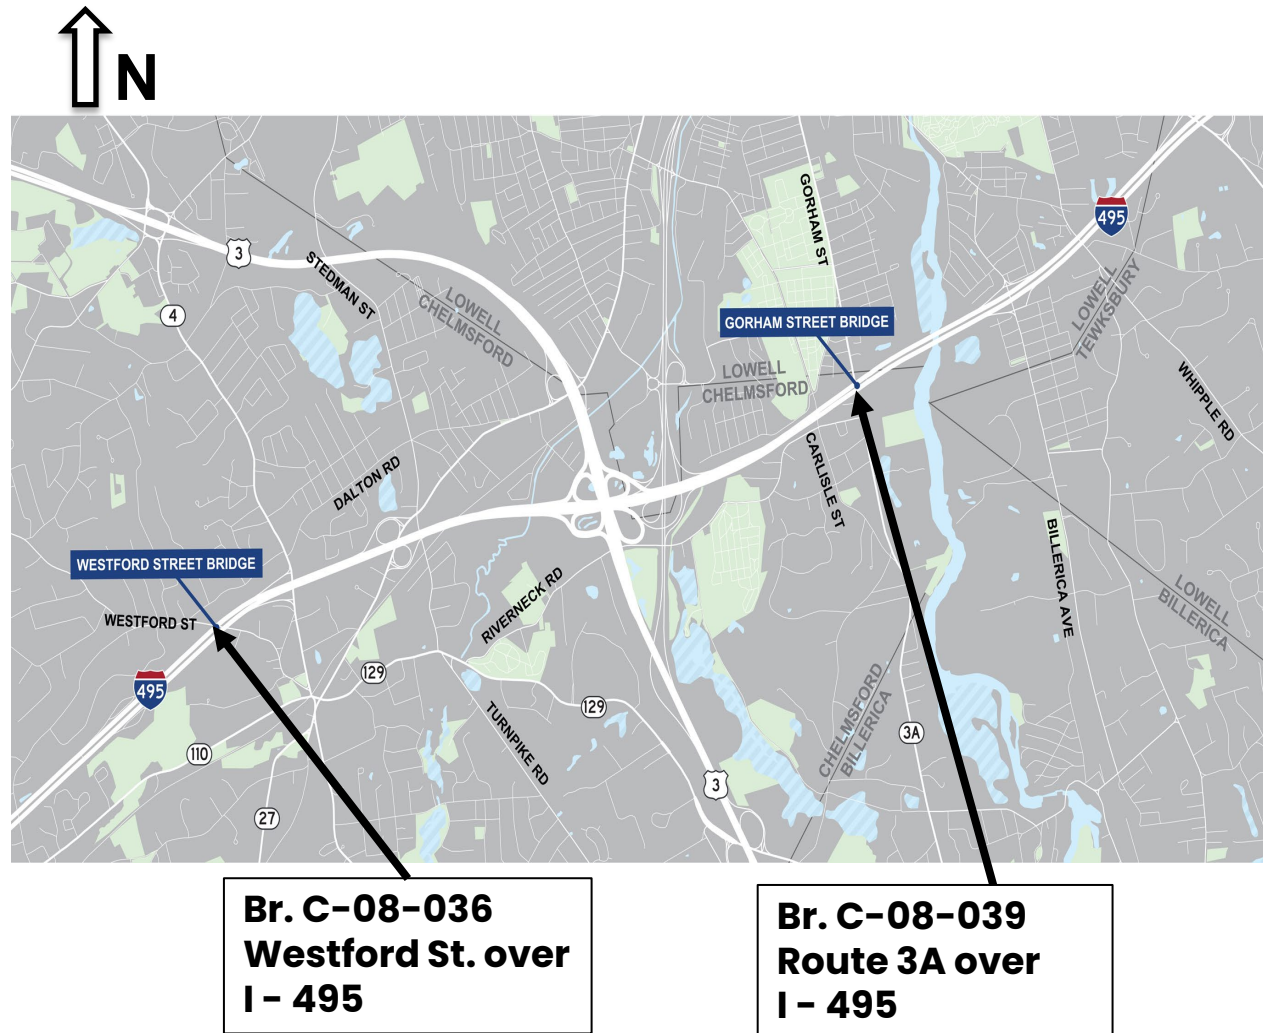 N
GORHAM ST
495
3
STEDMAN ST
4
LOWELL
CHELMSFORD
GORHAM STREET BRIDGE
LOWELL
TEWKSBURY
LOWELL
CHELMSFORD
WHIPPLE RD
DALTON RD
CARLISLE ST
WESTFORD STREET BRIDGE
BILLERICA AVE
WESTFORD ST
RIVERNECK RD
LOWELL
BILLERICA
495
129
129
CHELMSFORD
BILLERICA
TURNPIKE RD
3A
110
3
27
Br. C-08-036
Westford St. over
I - 495
Br. C-08-039
Route 3A over
I - 495